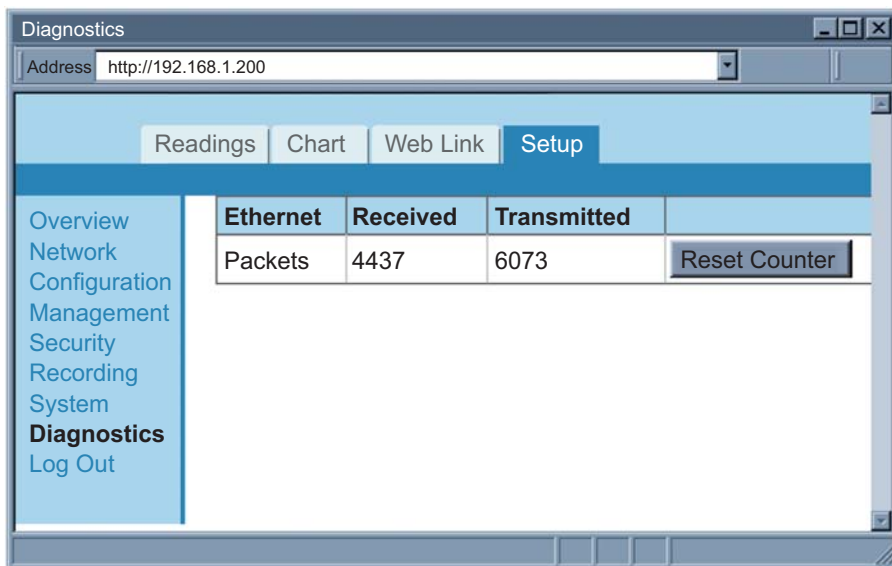 Diagnostics
Address http://192.168.1.200
Readings Chart Web Link Setup
Overview
Network
Configuration
Management
Security
Recording
System
Diagnostics
Log Out
Ethernet Received Transmitted
Packets 4437 6073 Reset Counter